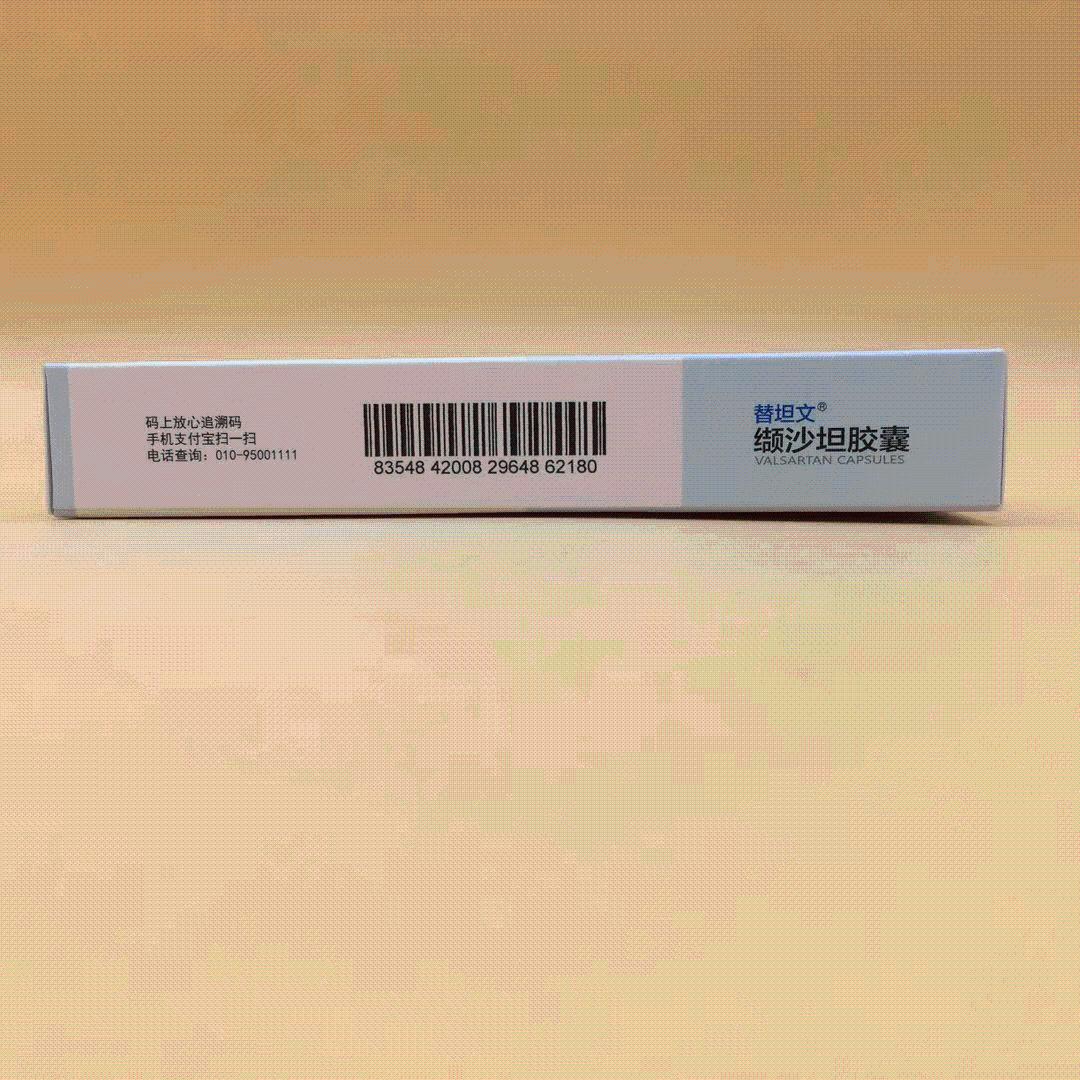 码上放心追溯码
手机支付宝扫一扫
电话查询：010-95001111
83548 42008 29648 62180
替坦文®
缬沙坦胶囊
VALSARTAN CAPSULES